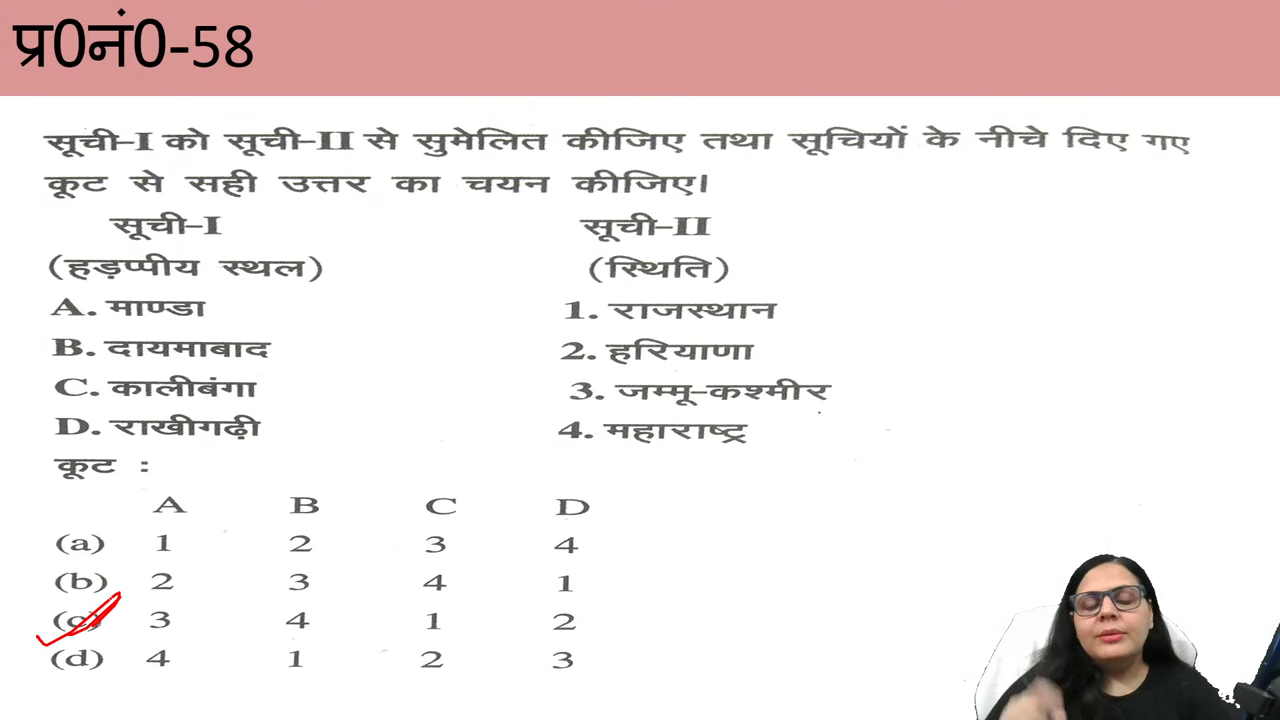 प्र0नं0-58
सूची-I को सूची-II से सुमेलित कीजिए तथा सूचियों के नीचे दिए गए
कूट से सही उत्तर का चयन कीजिए।
सूची-I सूची-II
(हड़प्पीय स्थल) (स्थिति)
A. माण्डा 1. राजस्थान
B. दायमाबाद 2. हरियाणा
C. कालीबंगा 3. जम्मू-कश्मीर
D. राखीगढ़ी 4. महाराष्ट्र
कूट :
A B C D
(a) 1 2 3 4
(b) 2 3 4 1
(c) 3 4 1 2
(d) 4 1 2 3